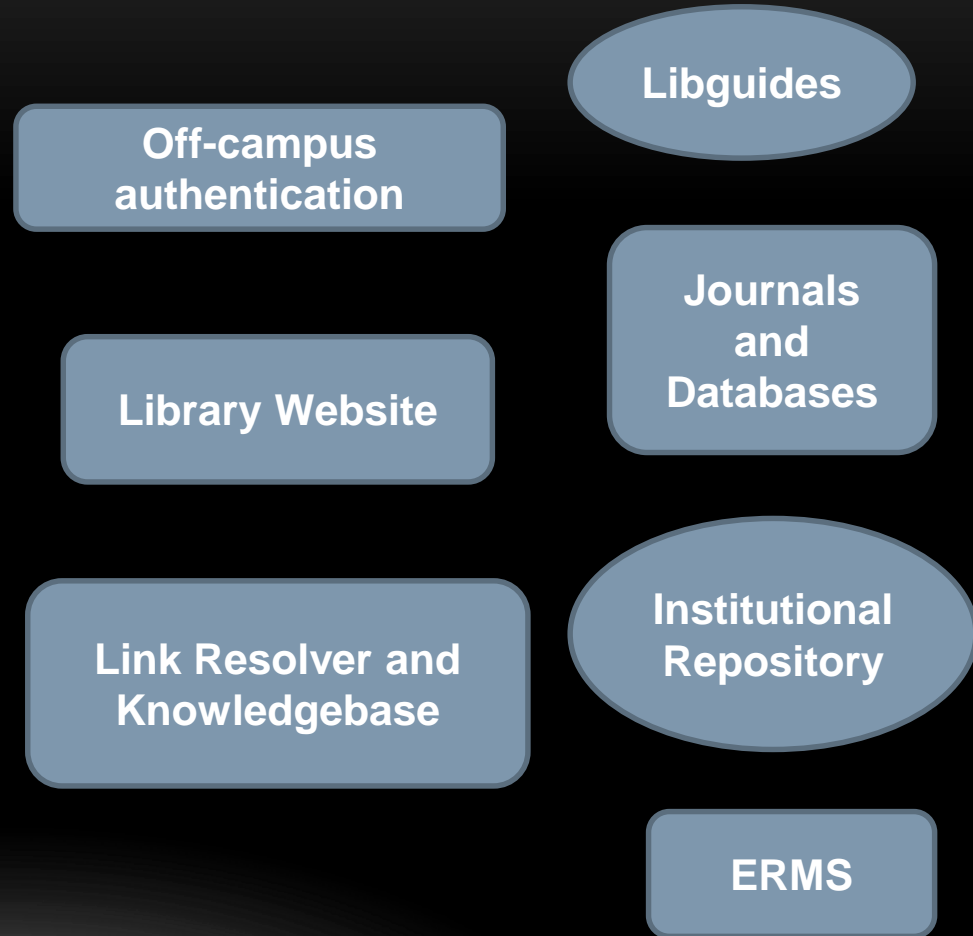 Libguides
Off-campus
authentication
Journals
and
Databases
Library Website
Institutional
Repository
Link Resolver and
Knowledgebase
ERMS